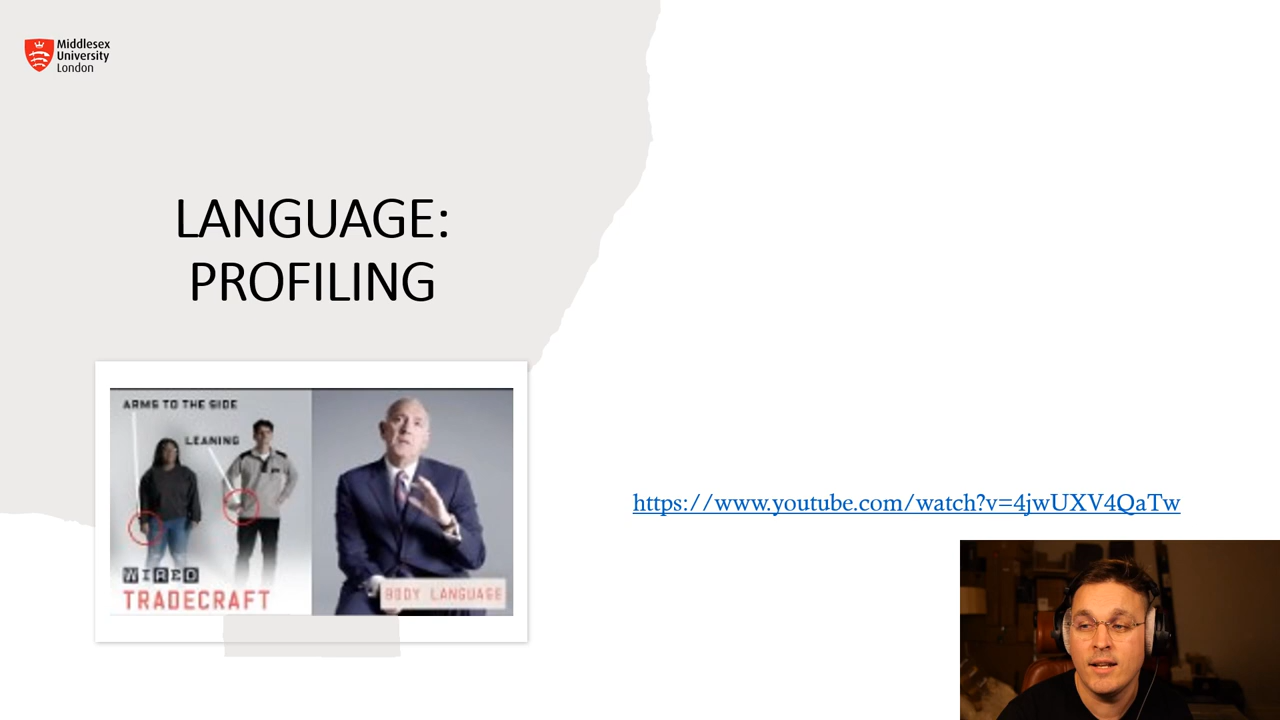 Middlesex
University
London
LANGUAGE:
PROFILING
ARMS TO THE SIDE
LEANING
WIRED
TRADECRAFT
BODY LANGUAGE
https://www.youtube.com/watch?v=4jwUXV4QaTw